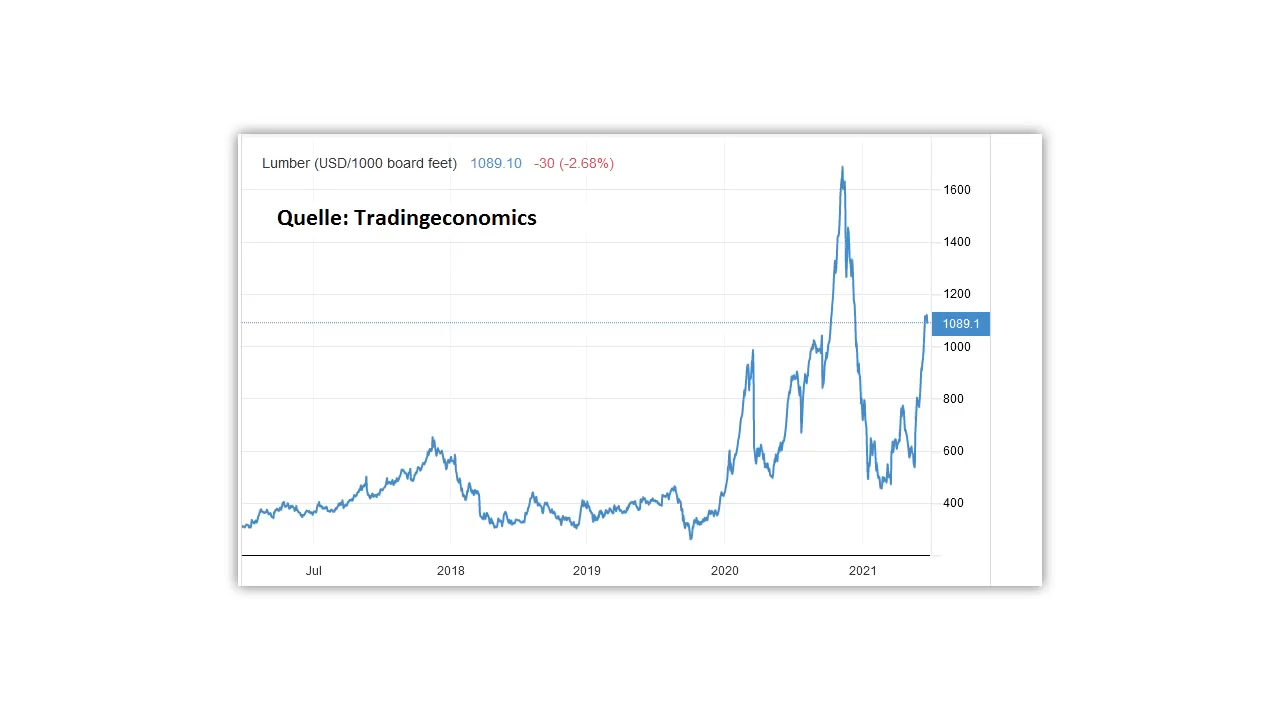 Lumber (USD/1000 board feet) 1089.10 -30 (-2.68%)
Quelle: Tradingeconomics
1600
1400
1200
1089.1
1000
800
600
400
Jul 2018 2019 2020 2021